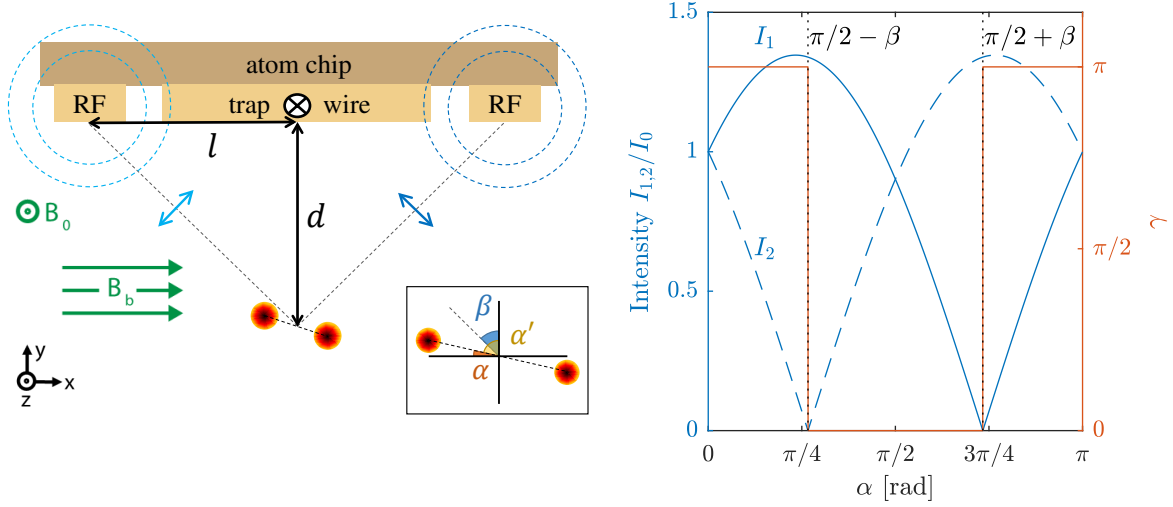 atom chip
RF
trap
wire
RF
l
d
B₀
B_b
y
x
z
β
α′
α
1.5
1
0.5
0
Intensity I₁,₂/I₀
I₁
I₂
π/2 − β
π/2 + β
π
π/2
0
γ
0
π/4
π/2
3π/4
π
α [rad]